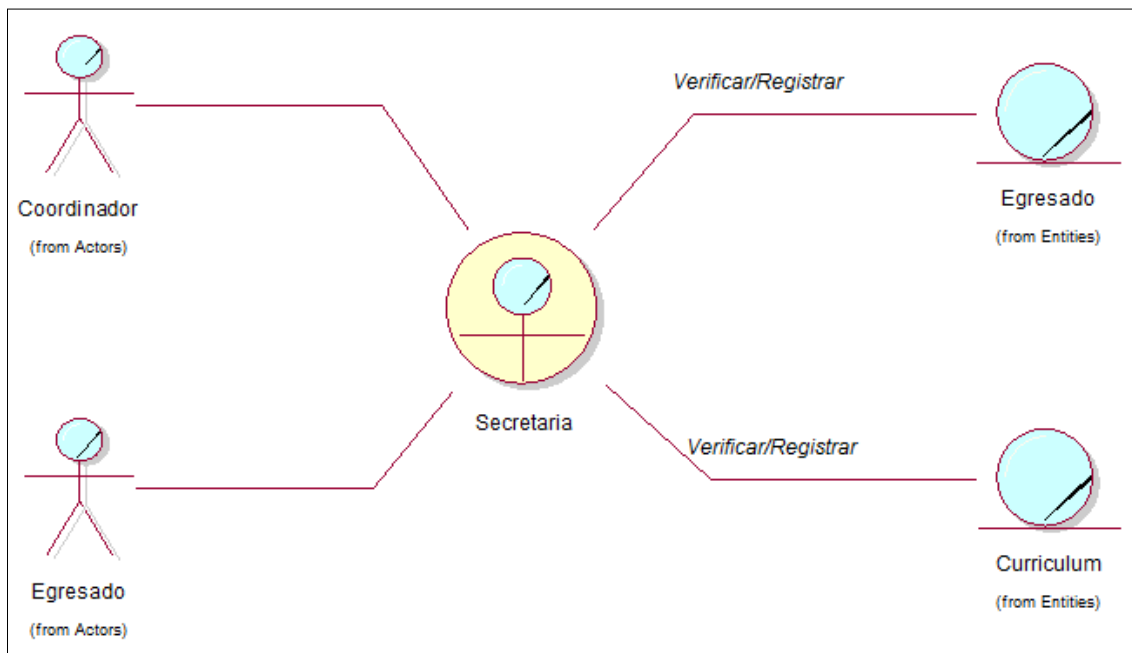 Coordinador
(from Actors)
Verificar/Registrar
Egresado
(from Entities)
Secretaria
Egresado
(from Actors)
Verificar/Registrar
Curriculum
(from Entities)